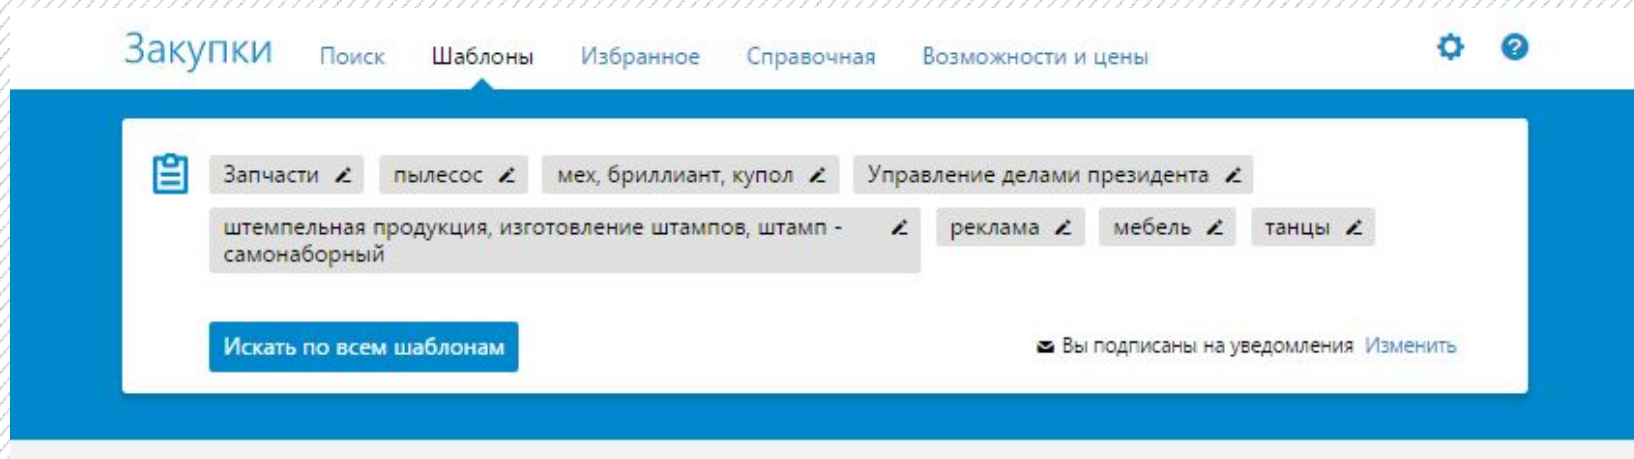 Закупки Поиск Шаблоны Избранное Справочная Возможности и цены
Запчасти пылесос мех, бриллиант, купол Управление делами президента
штемпельная продукция, изготовление штампов, штамп - реклама мебель танцы
самонаборный
Искать по всем шаблонам Вы подписаны на уведомления Изменить